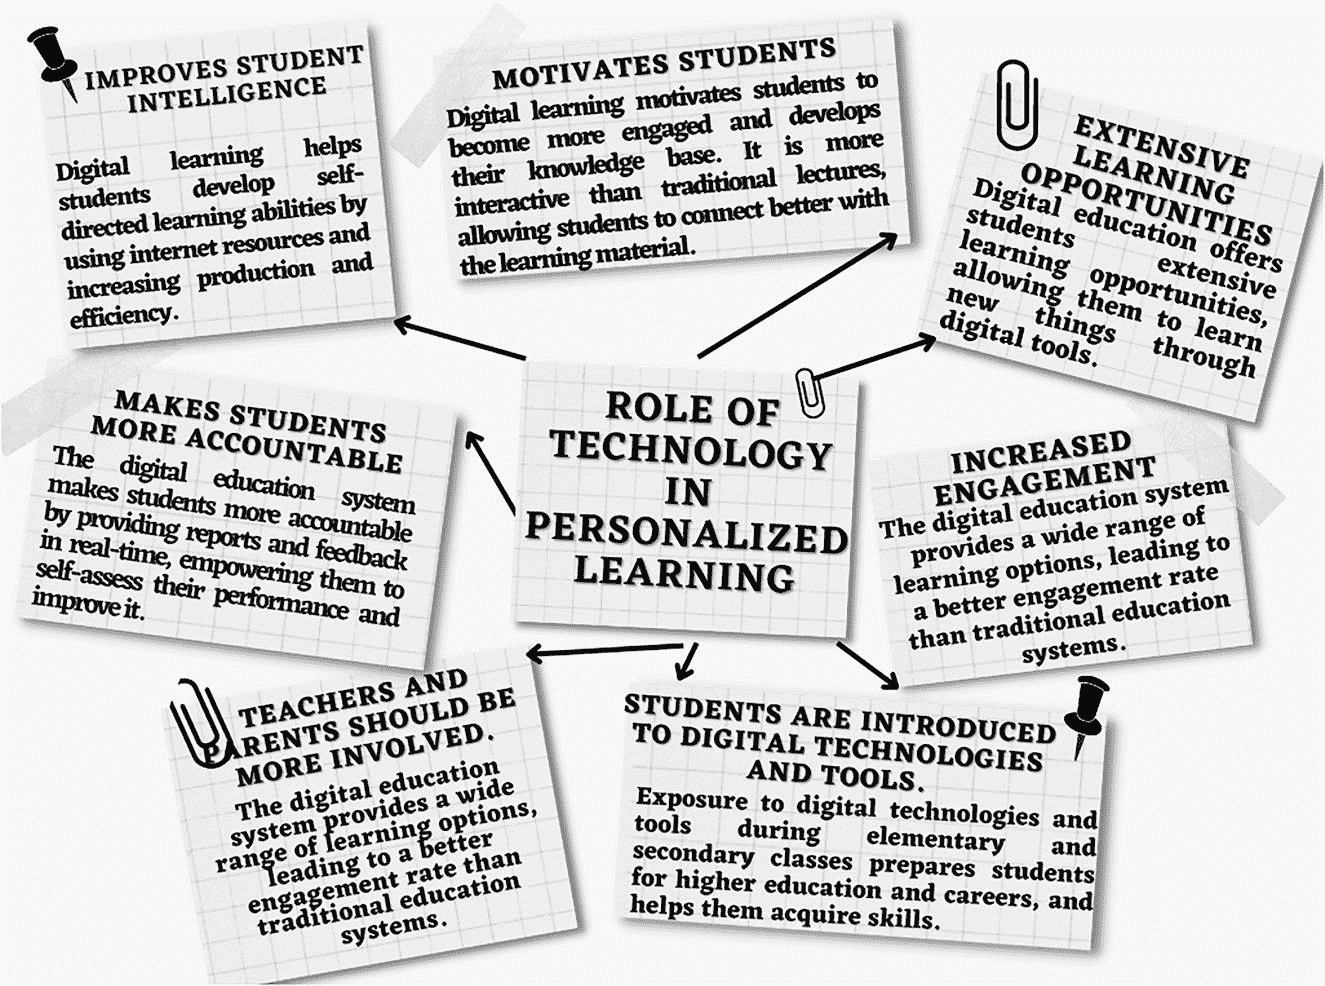 IMPROVES STUDENT
INTELLIGENCE
Digital learning helps
students develop self-
directed learning abilities by
using internet resources and
increasing production and
efficiency.
MOTIVATES STUDENTS
Digital learning motivates students to
become more engaged and develops
their knowledge base. It is more
interactive than traditional lectures,
allowing students to connect better with
the learning material.
EXTENSIVE
LEARNING
OPPORTUNITIES
Digital education offers
students extensive
learning opportunities,
allowing them to learn
new things through
digital tools.
MAKES STUDENTS
MORE ACCOUNTABLE
The digital education system
makes students more accountable
by providing reports and feedback
in real-time, empowering them to
self-assess their performance and
improve it.
ROLE OF
TECHNOLOGY
IN
PERSONALIZED
LEARNING
INCREASED
ENGAGEMENT
The digital education system
provides a wide range of
learning options, leading to
a better engagement rate
than traditional education
systems.
TEACHERS AND
PARENTS SHOULD BE
MORE INVOLVED.
The digital education
system provides a wide
range of learning options,
leading to a better
engagement rate than
traditional education
systems.
STUDENTS ARE INTRODUCED
TO DIGITAL TECHNOLOGIES
AND TOOLS.
Exposure to digital technologies and
tools during elementary and
secondary classes prepares students
for higher education and careers, and
helps them acquire skills.